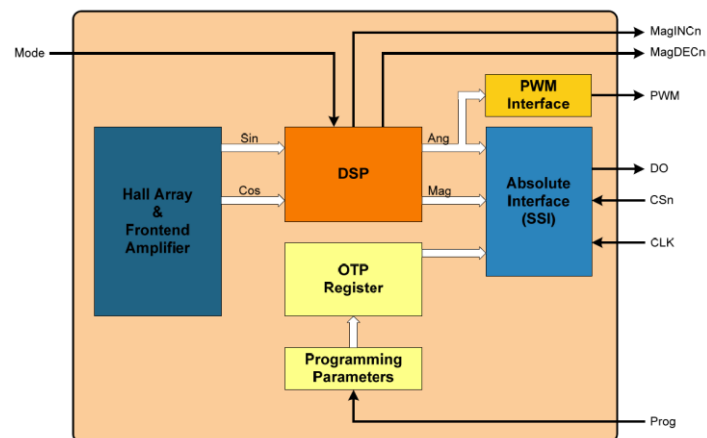 MagINCn
Mode
MagDECn
PWM
Interface
PWM
Sin
Ang
DSP
Hall Array
&
Frontend
Amplifier
Absolute
Interface
(SSI)
DO
Cos
Mag
CSn
CLK
OTP
Register
Programming
Parameters
Prog